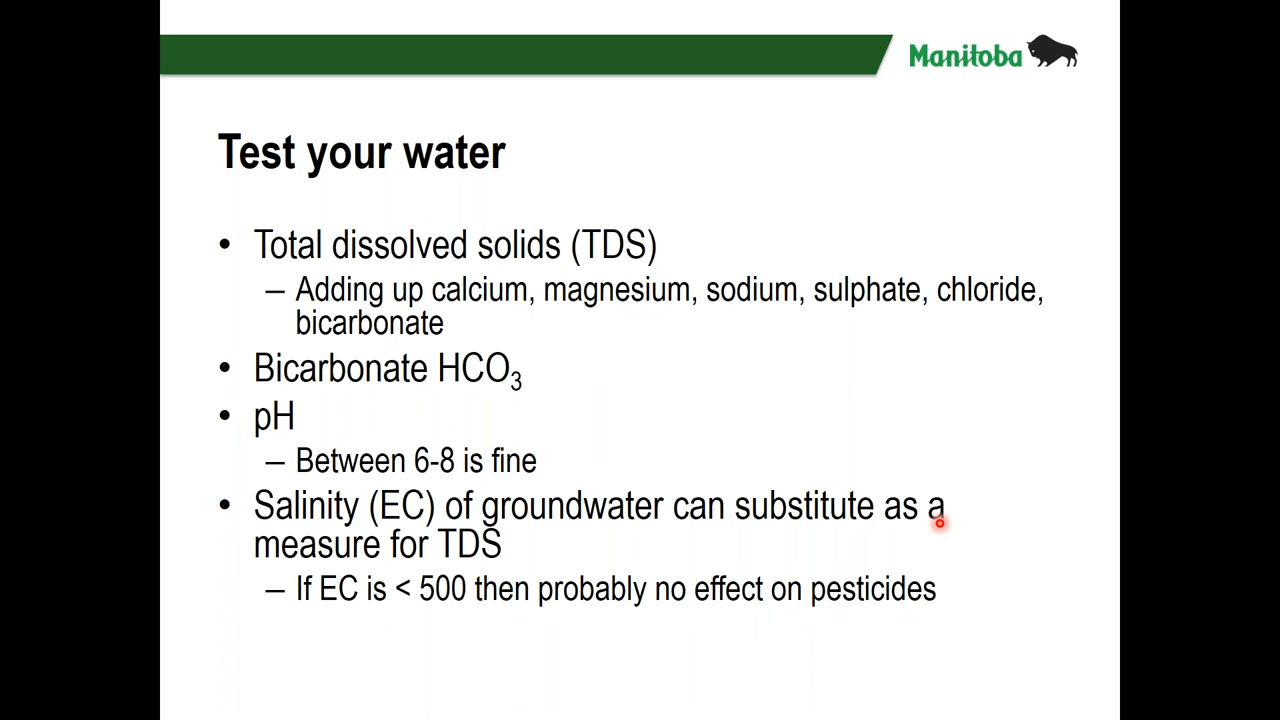 Manitoba
Test your water
• Total dissolved solids (TDS)
– Adding up calcium, magnesium, sodium, sulphate, chloride,
bicarbonate
• Bicarbonate HCO₃
• pH
– Between 6-8 is fine
• Salinity (EC) of groundwater can substitute as a
measure for TDS
– If EC is < 500 then probably no effect on pesticides